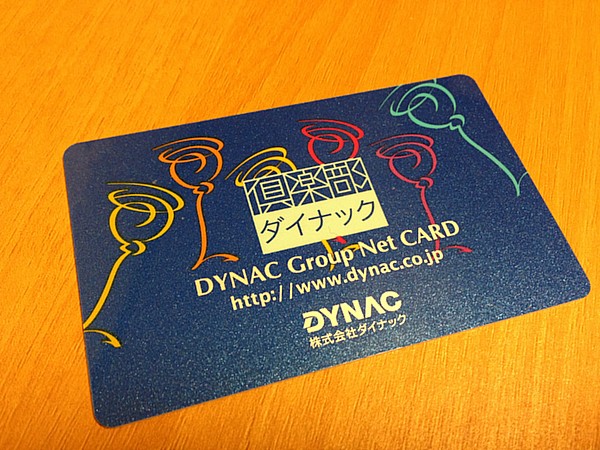 倶楽部
ダイナック
DYNAC Group Net CARD
http://www.dynac.co.jp
DYNAC
株式会社ダイナック